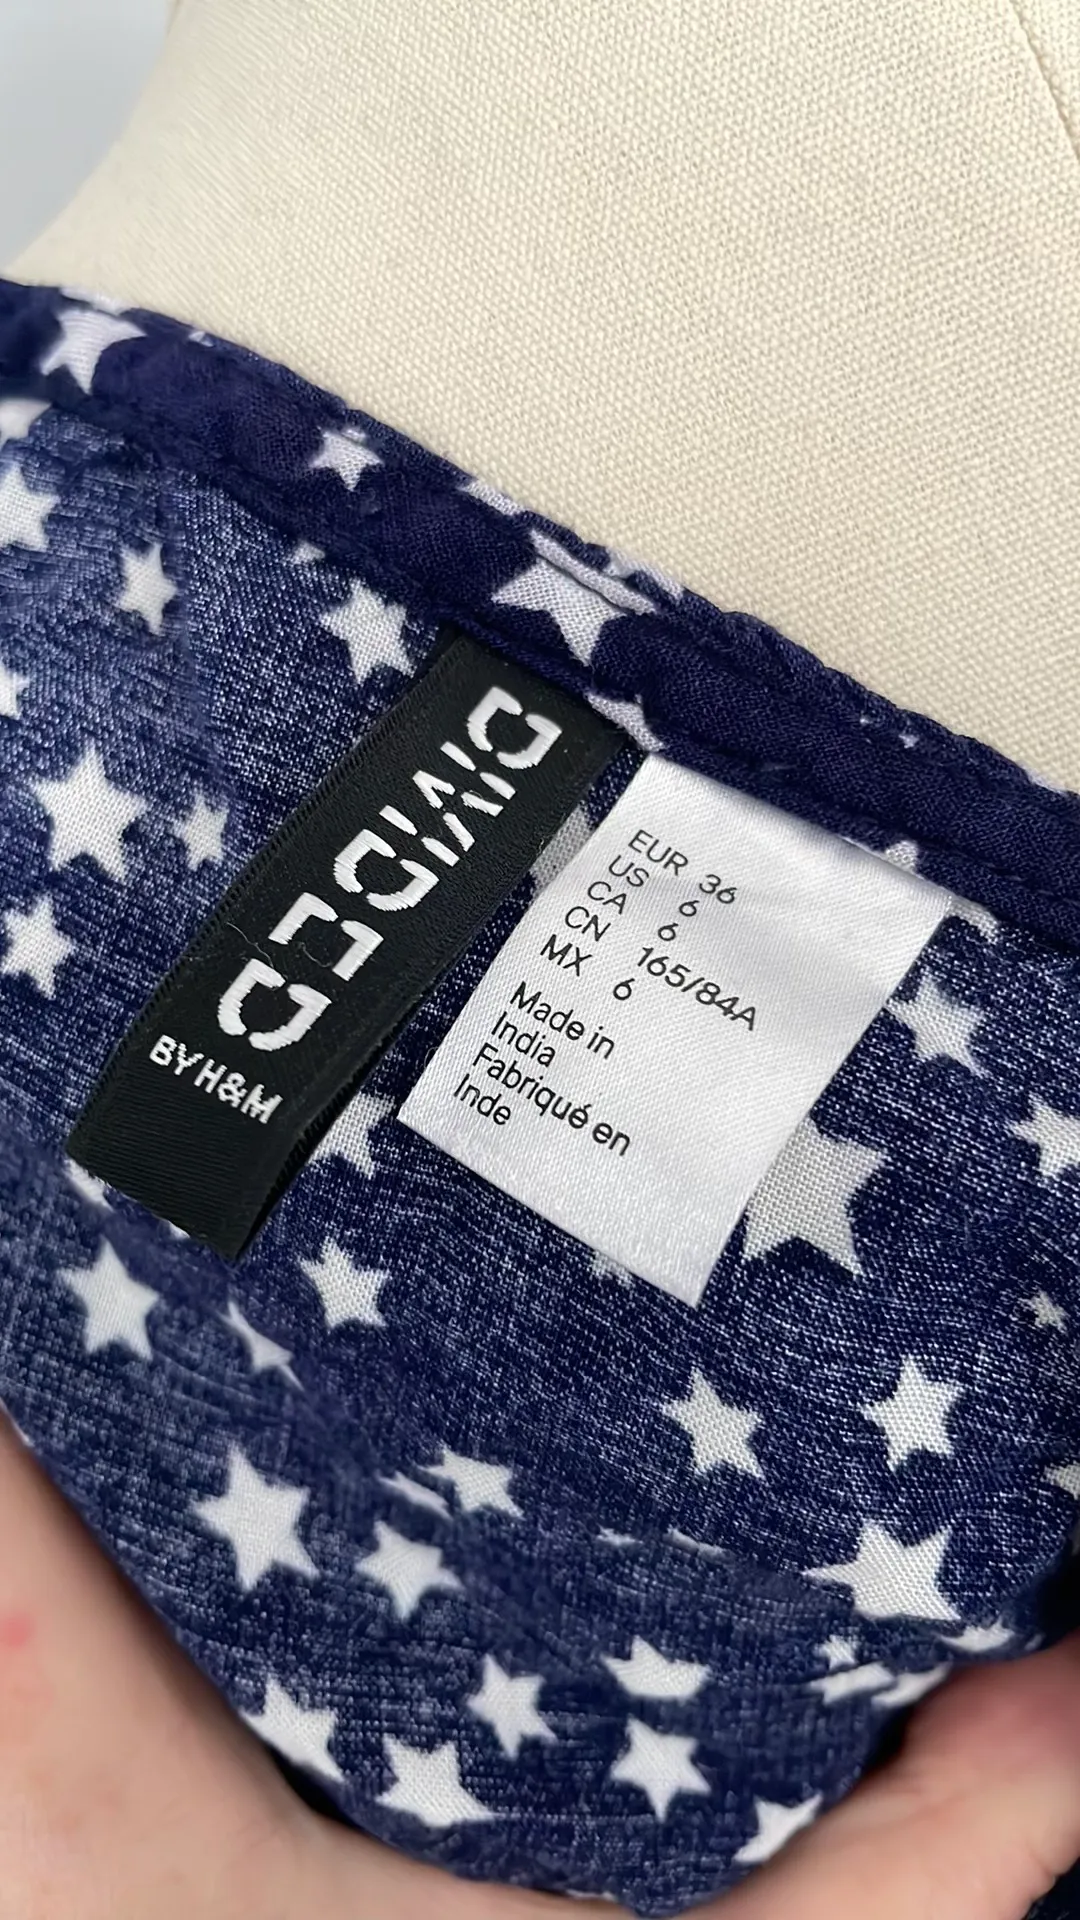 DIVIDED
BY H&M
EUR 36
US 6
CA 6
CN 165/84A
MX 6
Made in
India
Fabriqué en
Inde